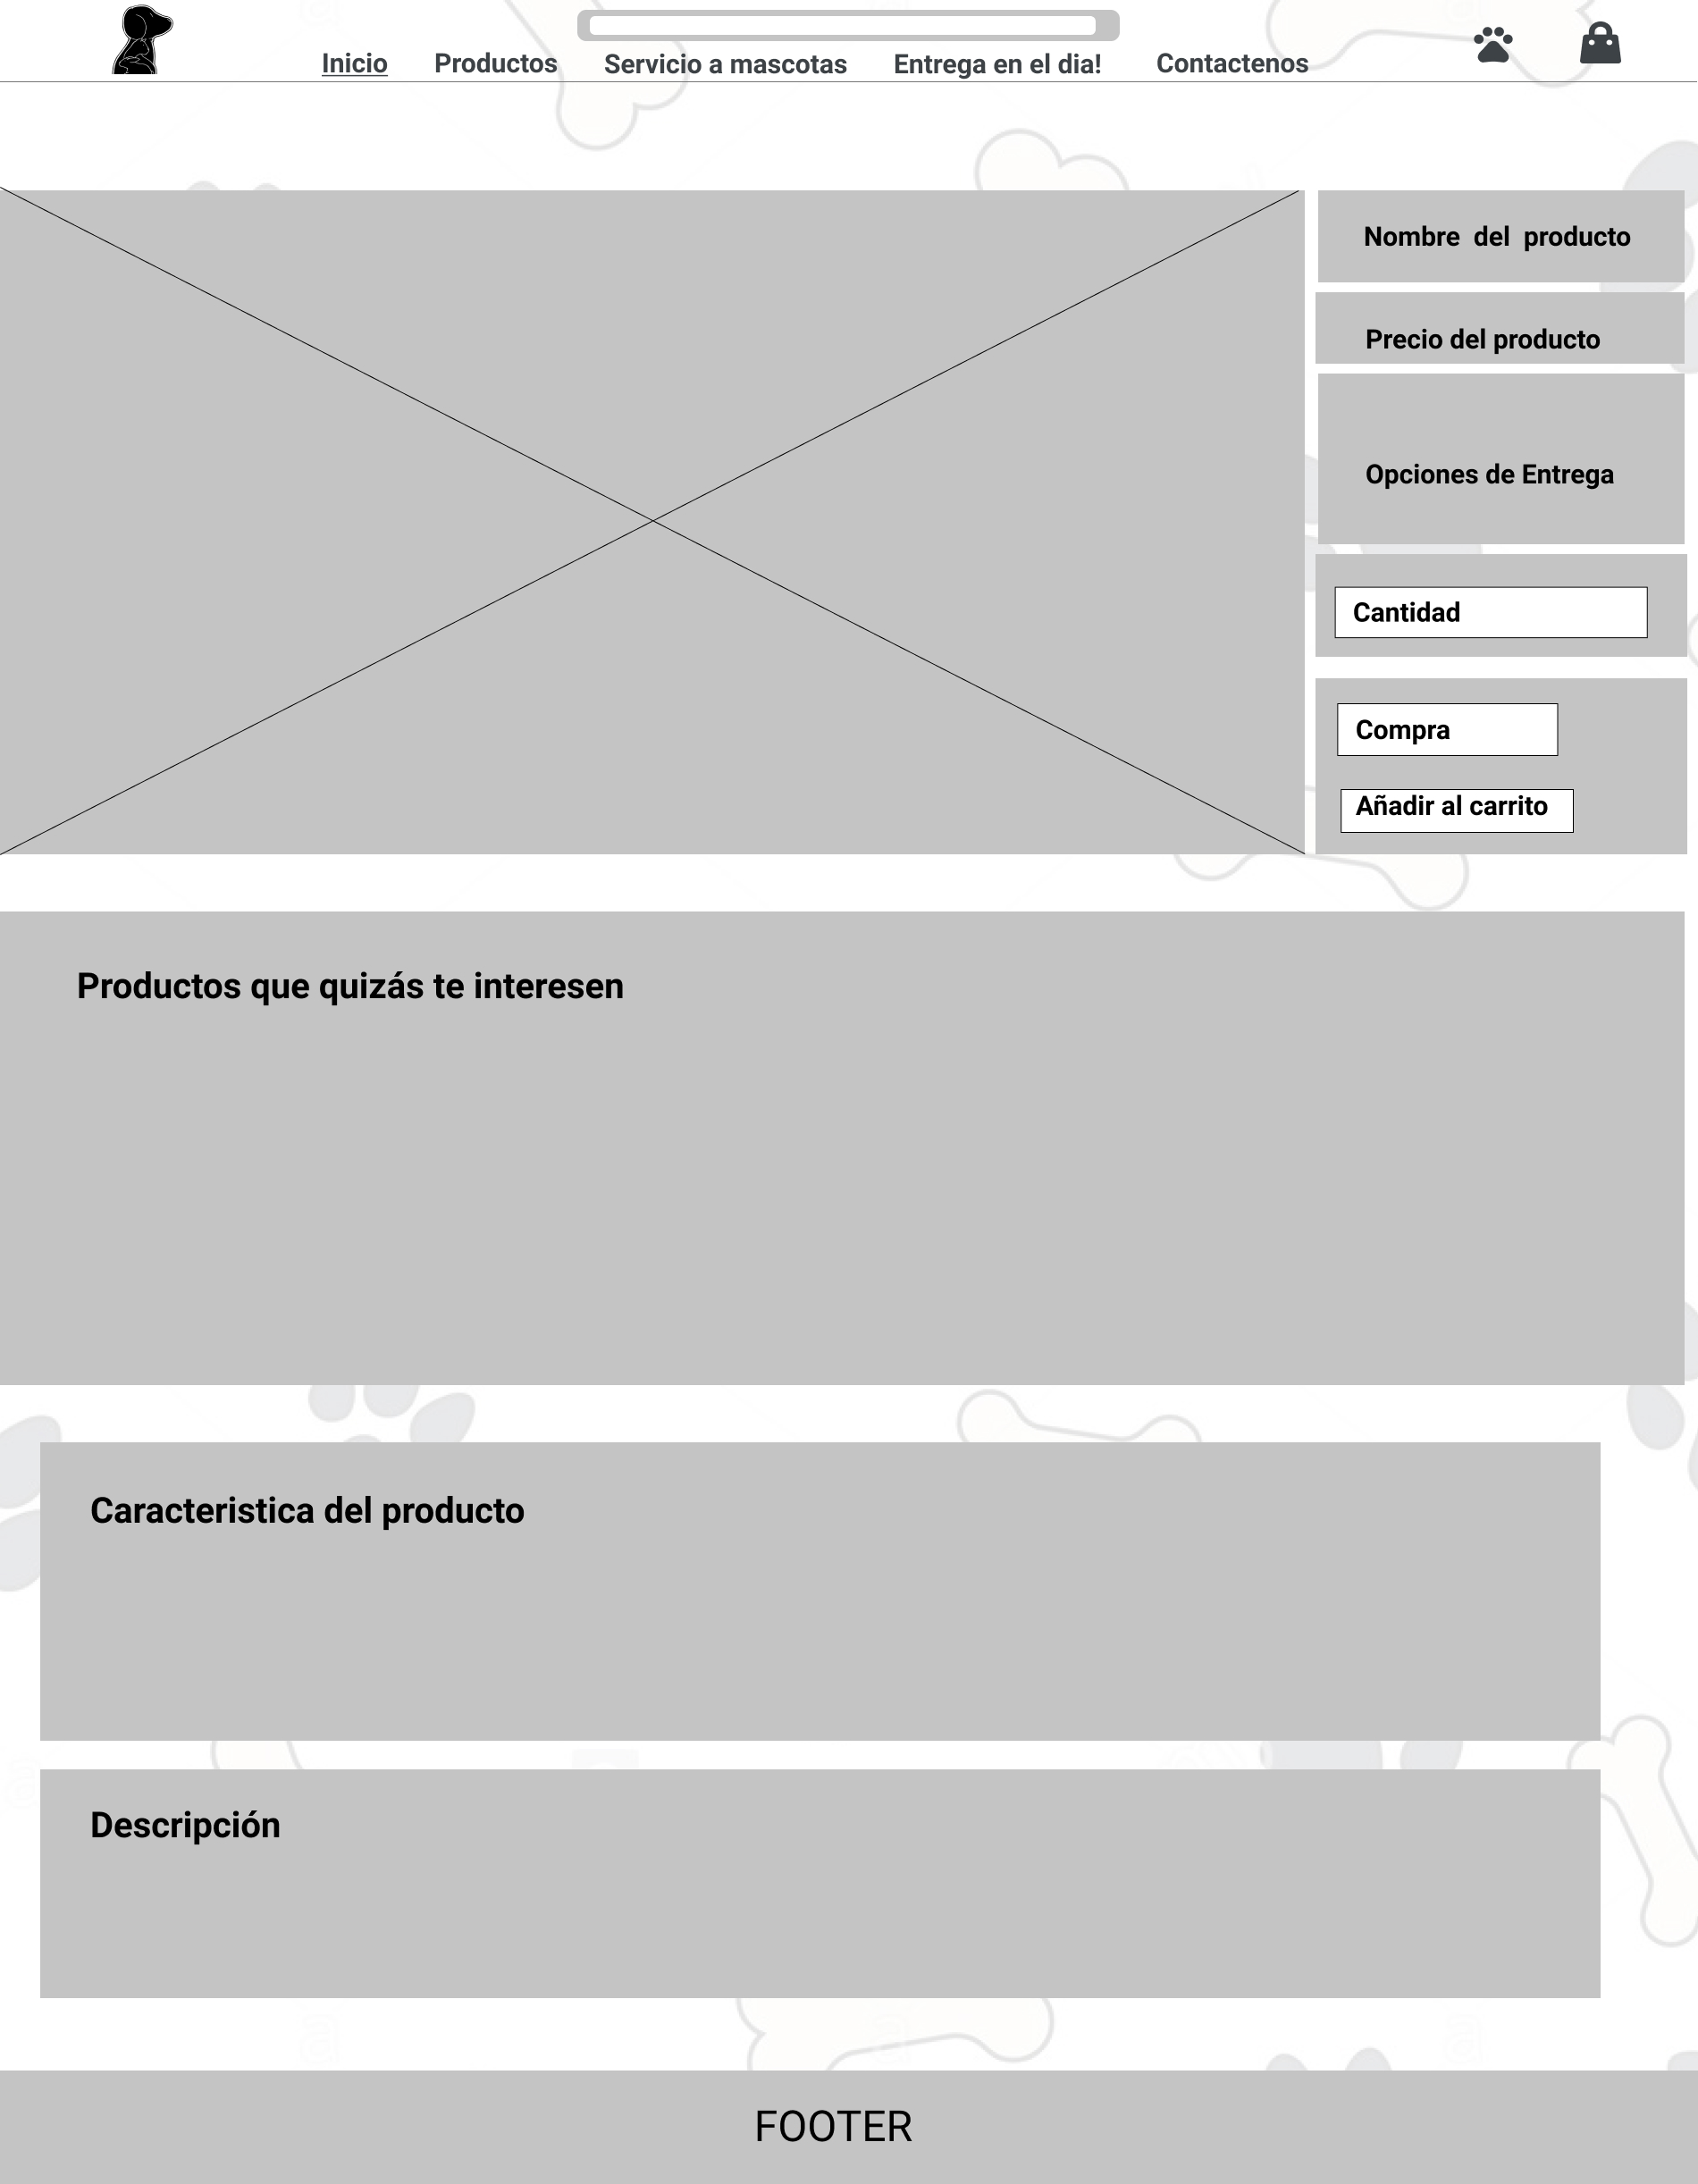 Inicio Productos Servicio a mascotas Entrega en el dia! Contactenos
Nombre del producto
Precio del producto
Opciones de Entrega
Cantidad
Compra
Añadir al carrito
Productos que quizás te interesen
Caracteristica del producto
Descripción
FOOTER